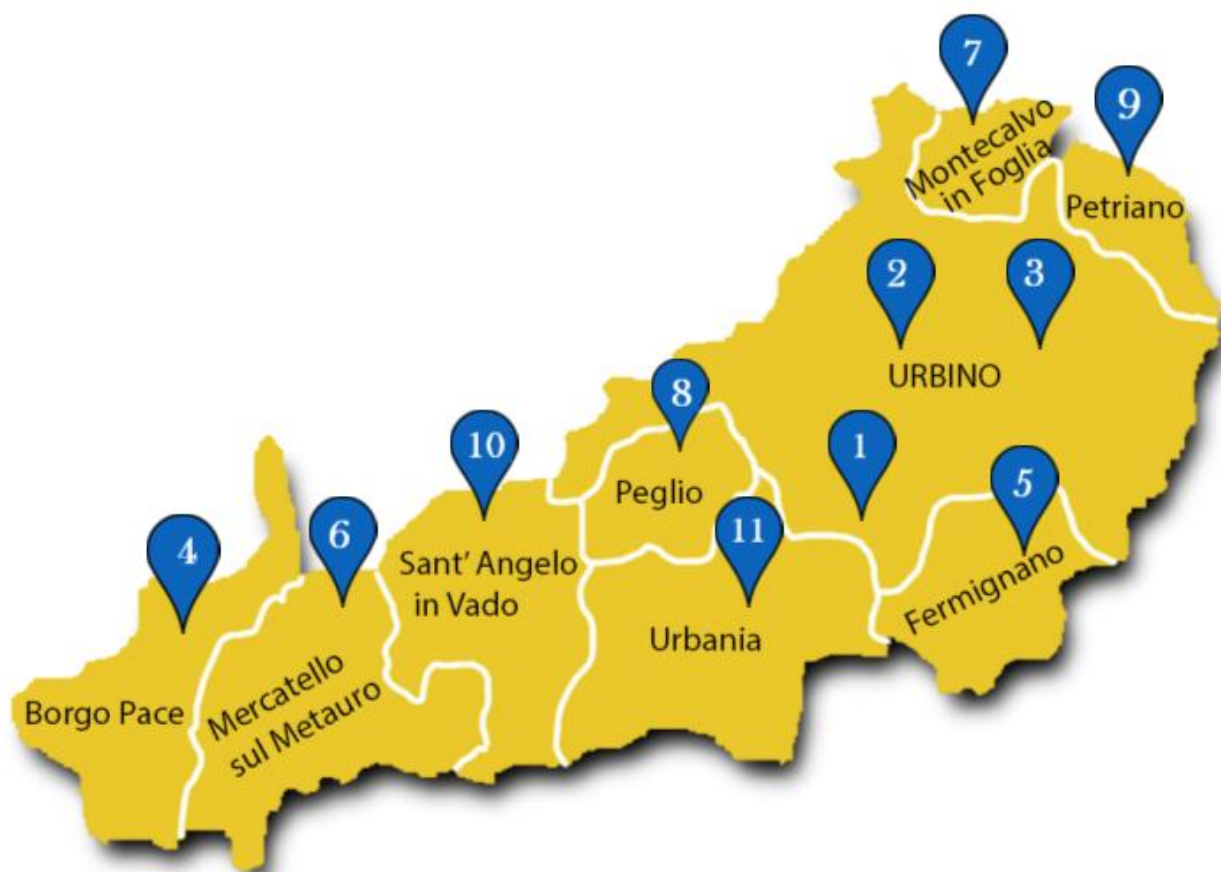 7
9
Montecalvo
in Foglia
Petriano
2
3
URBINO
8
10
1
5
Peglio
11
4
6
Sant' Angelo
in Vado
Fermignano
Urbania
Mercatello
sul Metauro
Borgo Pace